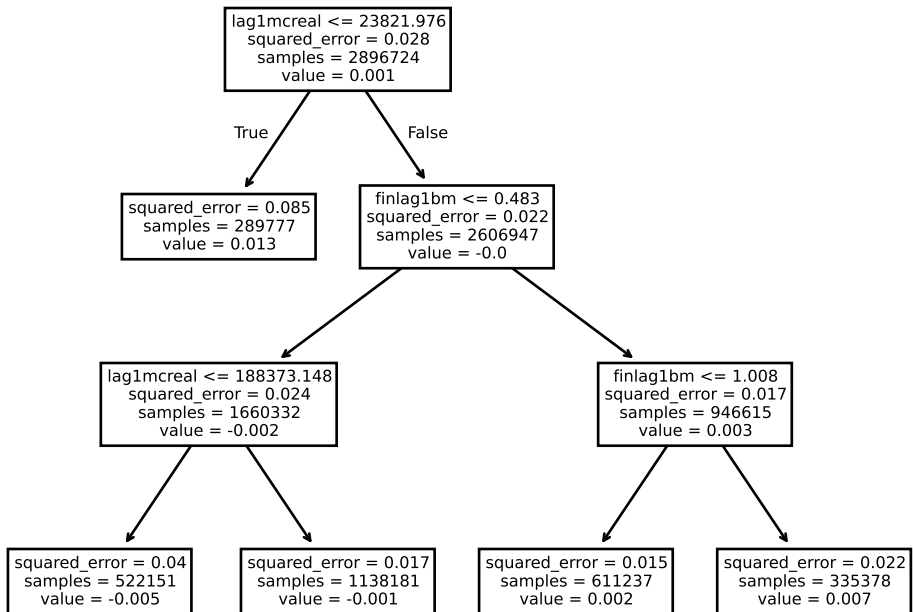 lag1mcreal <= 23821.976
squared_error = 0.028
samples = 2896724
value = 0.001
True
False
squared_error = 0.085
samples = 289777
value = 0.013
finlag1bm <= 0.483
squared_error = 0.022
samples = 2606947
value = -0.0
lag1mcreal <= 188373.148
squared_error = 0.024
samples = 1660332
value = -0.002
finlag1bm <= 1.008
squared_error = 0.017
samples = 946615
value = 0.003
squared_error = 0.04
samples = 522151
value = -0.005
squared_error = 0.017
samples = 1138181
value = -0.001
squared_error = 0.015
samples = 611237
value = 0.002
squared_error = 0.022
samples = 335378
value = 0.007